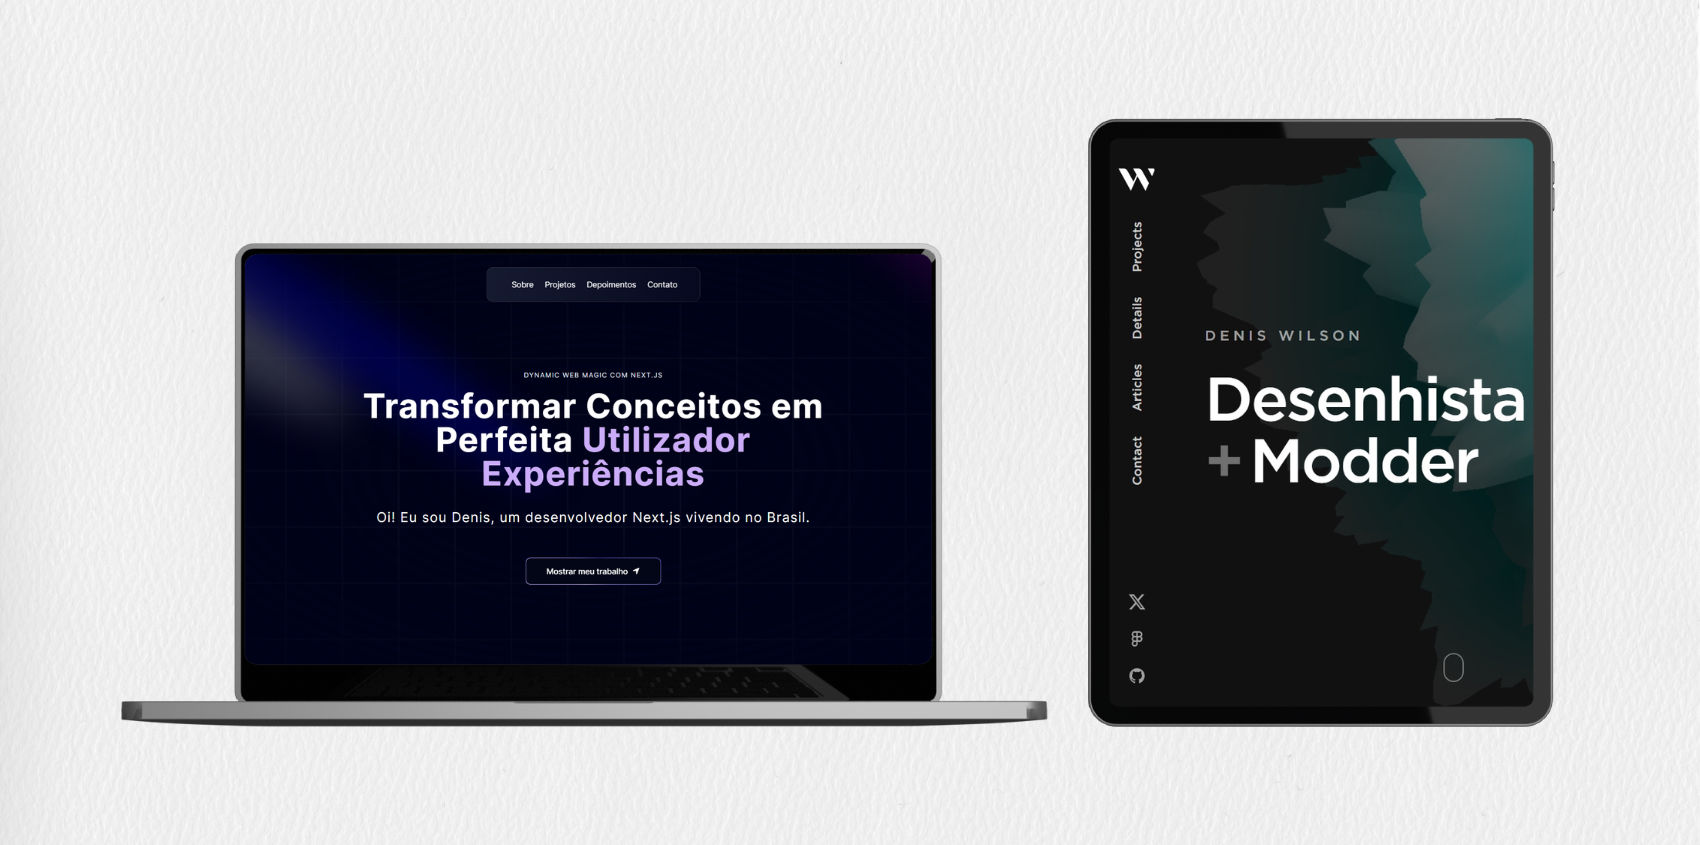 Sobre Projetos Depoimentos Contato
DYNAMIC WEB MAGIC COM NEXT.JS
Transformar Conceitos em
Perfeita Utilizador
Experiências
Oi! Eu sou Denis, um desenvolvedor Next.js vivendo no Brasil.
Mostrar meu trabalho
W
Projects
Details
Articles
Contact
DENIS WILSON
Desenhista
+ Modder